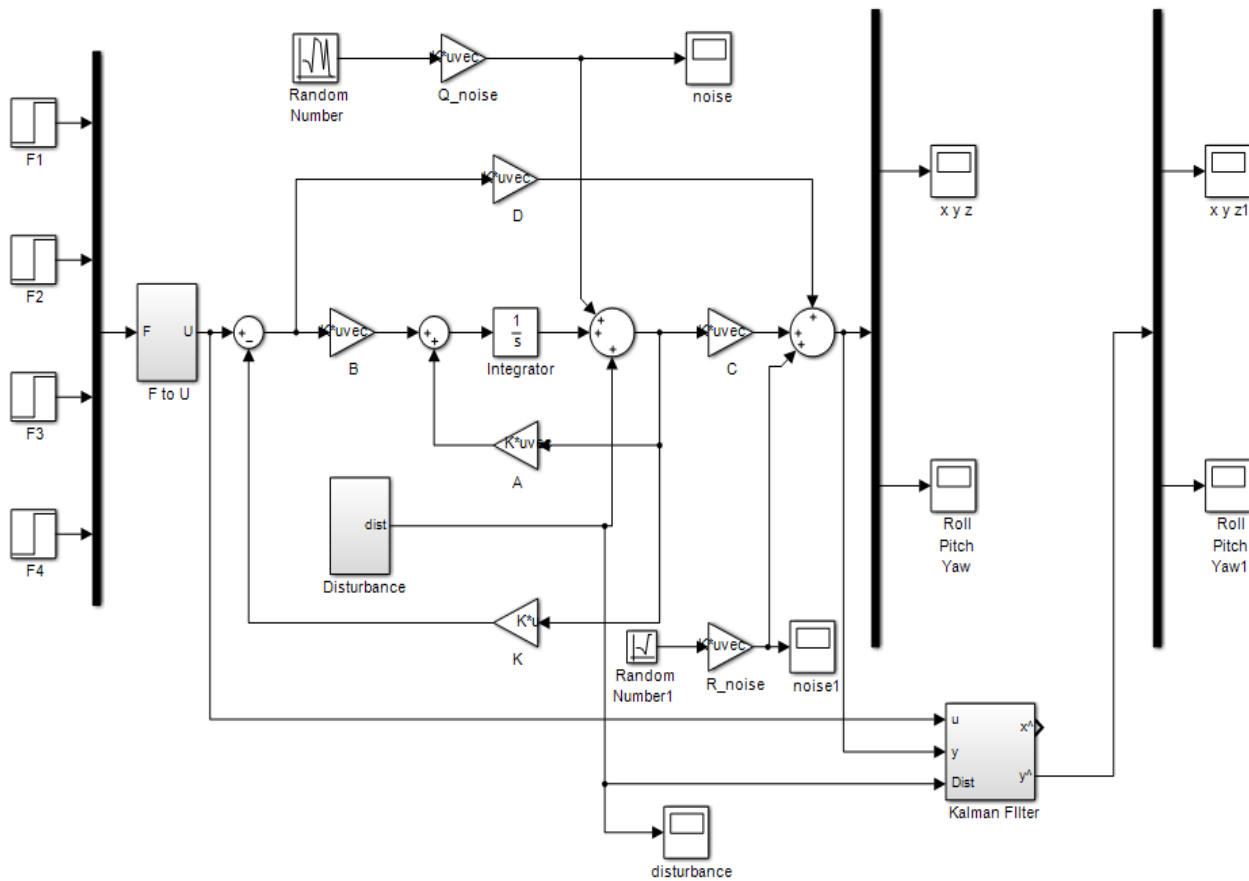 F1
F2
F3
F4
F
U
F to U
Random
Number
K*uvec
Q_noise
noise
K*uvec
D
+
−
K*uvec
B
+
+
1
s
Integrator
+
+
+
K*uvec
C
+
+
+
K*uvec
A
dist
Disturbance
K*u
K
Random
Number1
K*uvec
R_noise
noise1
x y z
Roll
Pitch
Yaw
x y z1
Roll
Pitch
Yaw1
u
y
Dist
x^
y^
Kalman FIlter
disturbance